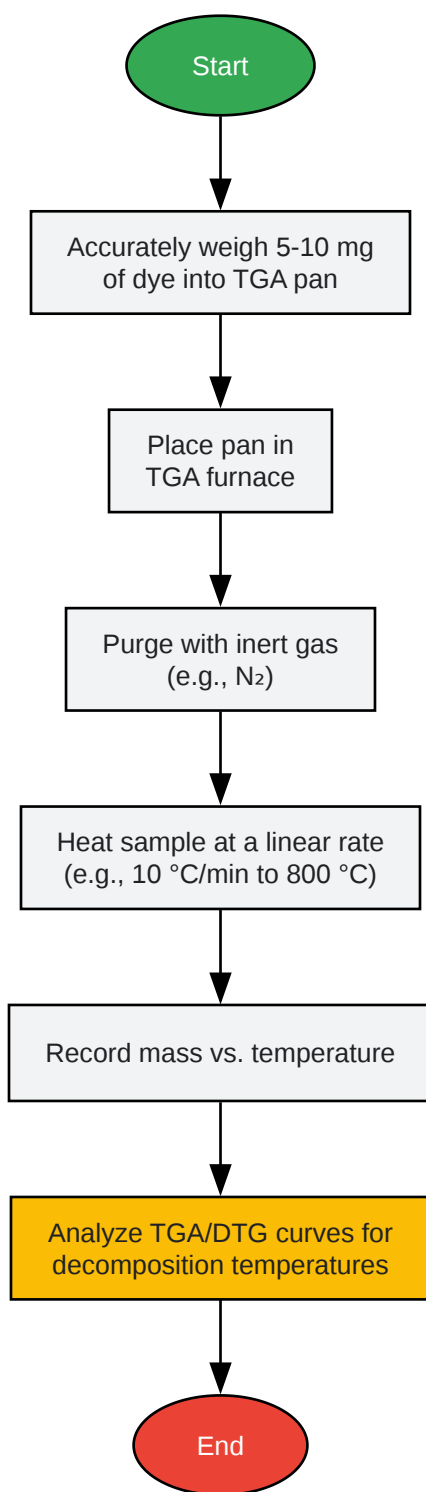 Start
Accurately weigh 5-10 mg
of dye into TGA pan
Place pan in
TGA furnace
Purge with inert gas
(e.g., N₂)
Heat sample at a linear rate
(e.g., 10 °C/min to 800 °C)
Record mass vs. temperature
Analyze TGA/DTG curves for
decomposition temperatures
End